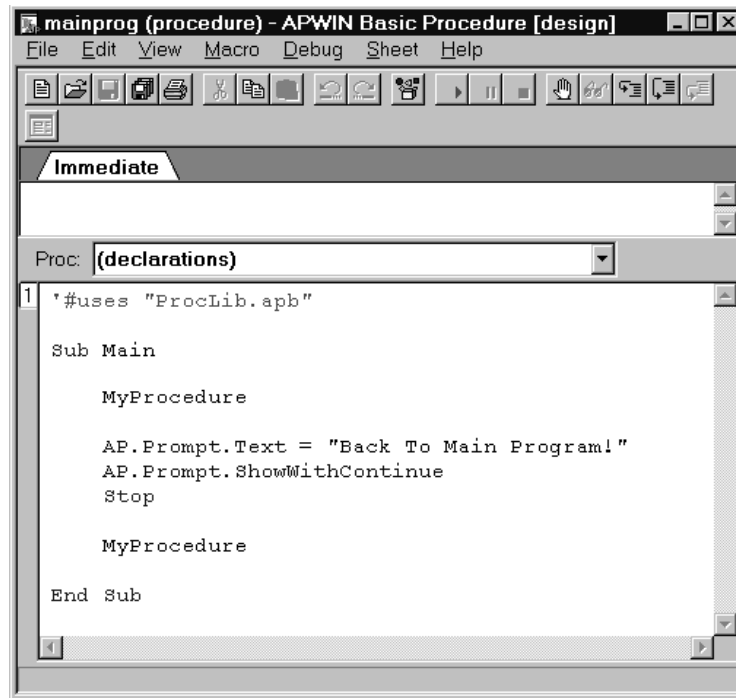 mainprog (procedure) - APWIN Basic Procedure [design]
File Edit View Macro Debug Sheet Help
Immediate
Proc: (declarations)
1
'#uses "ProcLib.apb"
Sub Main
MyProcedure
AP.Prompt.Text = "Back To Main Program!"
AP.Prompt.ShowWithContinue
Stop
MyProcedure
End Sub